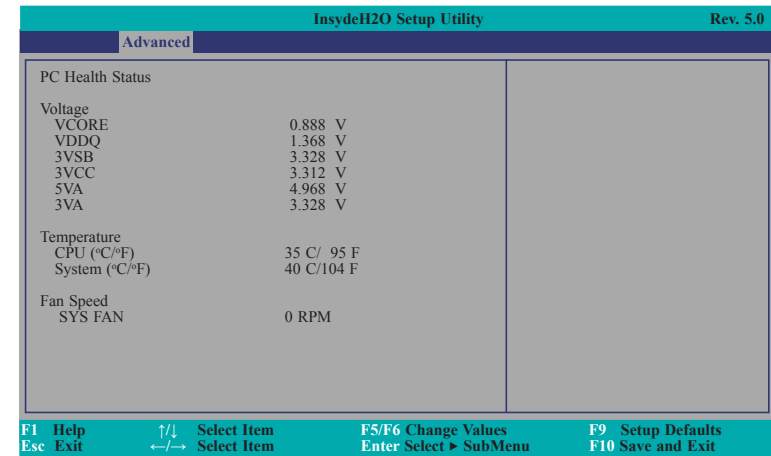 InsydeH2O Setup Utility Rev. 5.0
Advanced
PC Health Status
Voltage
VCORE 0.888 V
VDDQ 1.368 V
3VSB 3.328 V
3VCC 3.312 V
5VA 4.968 V
3VA 3.328 V
Temperature
CPU (ºC/ºF) 35 C/ 95 F
System (ºC/ºF) 40 C/104 F
Fan Speed
SYS FAN 0 RPM
F1 Help ↑/↓ Select Item F5/F6 Change Values F9 Setup Defaults
Esc Exit ←/→ Select Item Enter Select ► SubMenu F10 Save and Exit